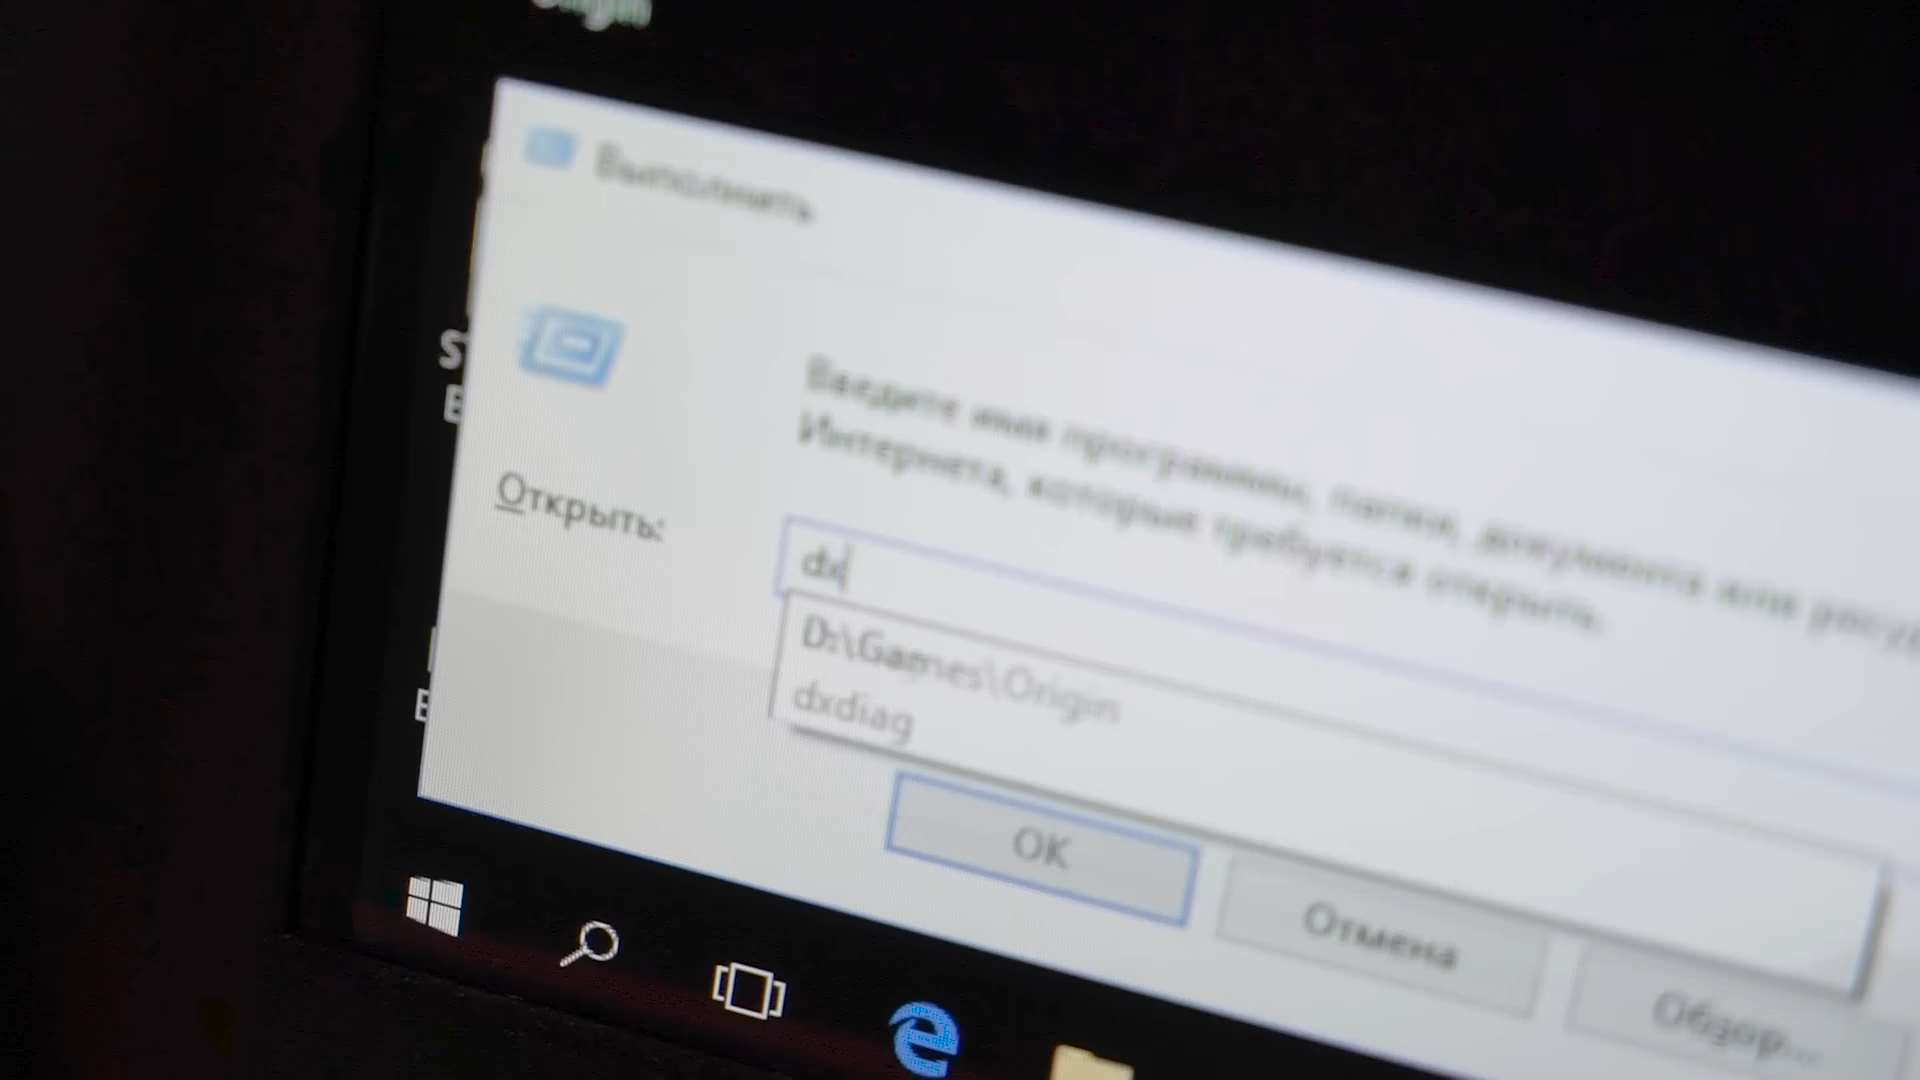 Выполнить
Введите имя программы, папки, документа или
Интернета, которые требуется открыть.
Открыть:
dx
D:\Games\Origin
dxdiag
OK
Отмена
Обзор...